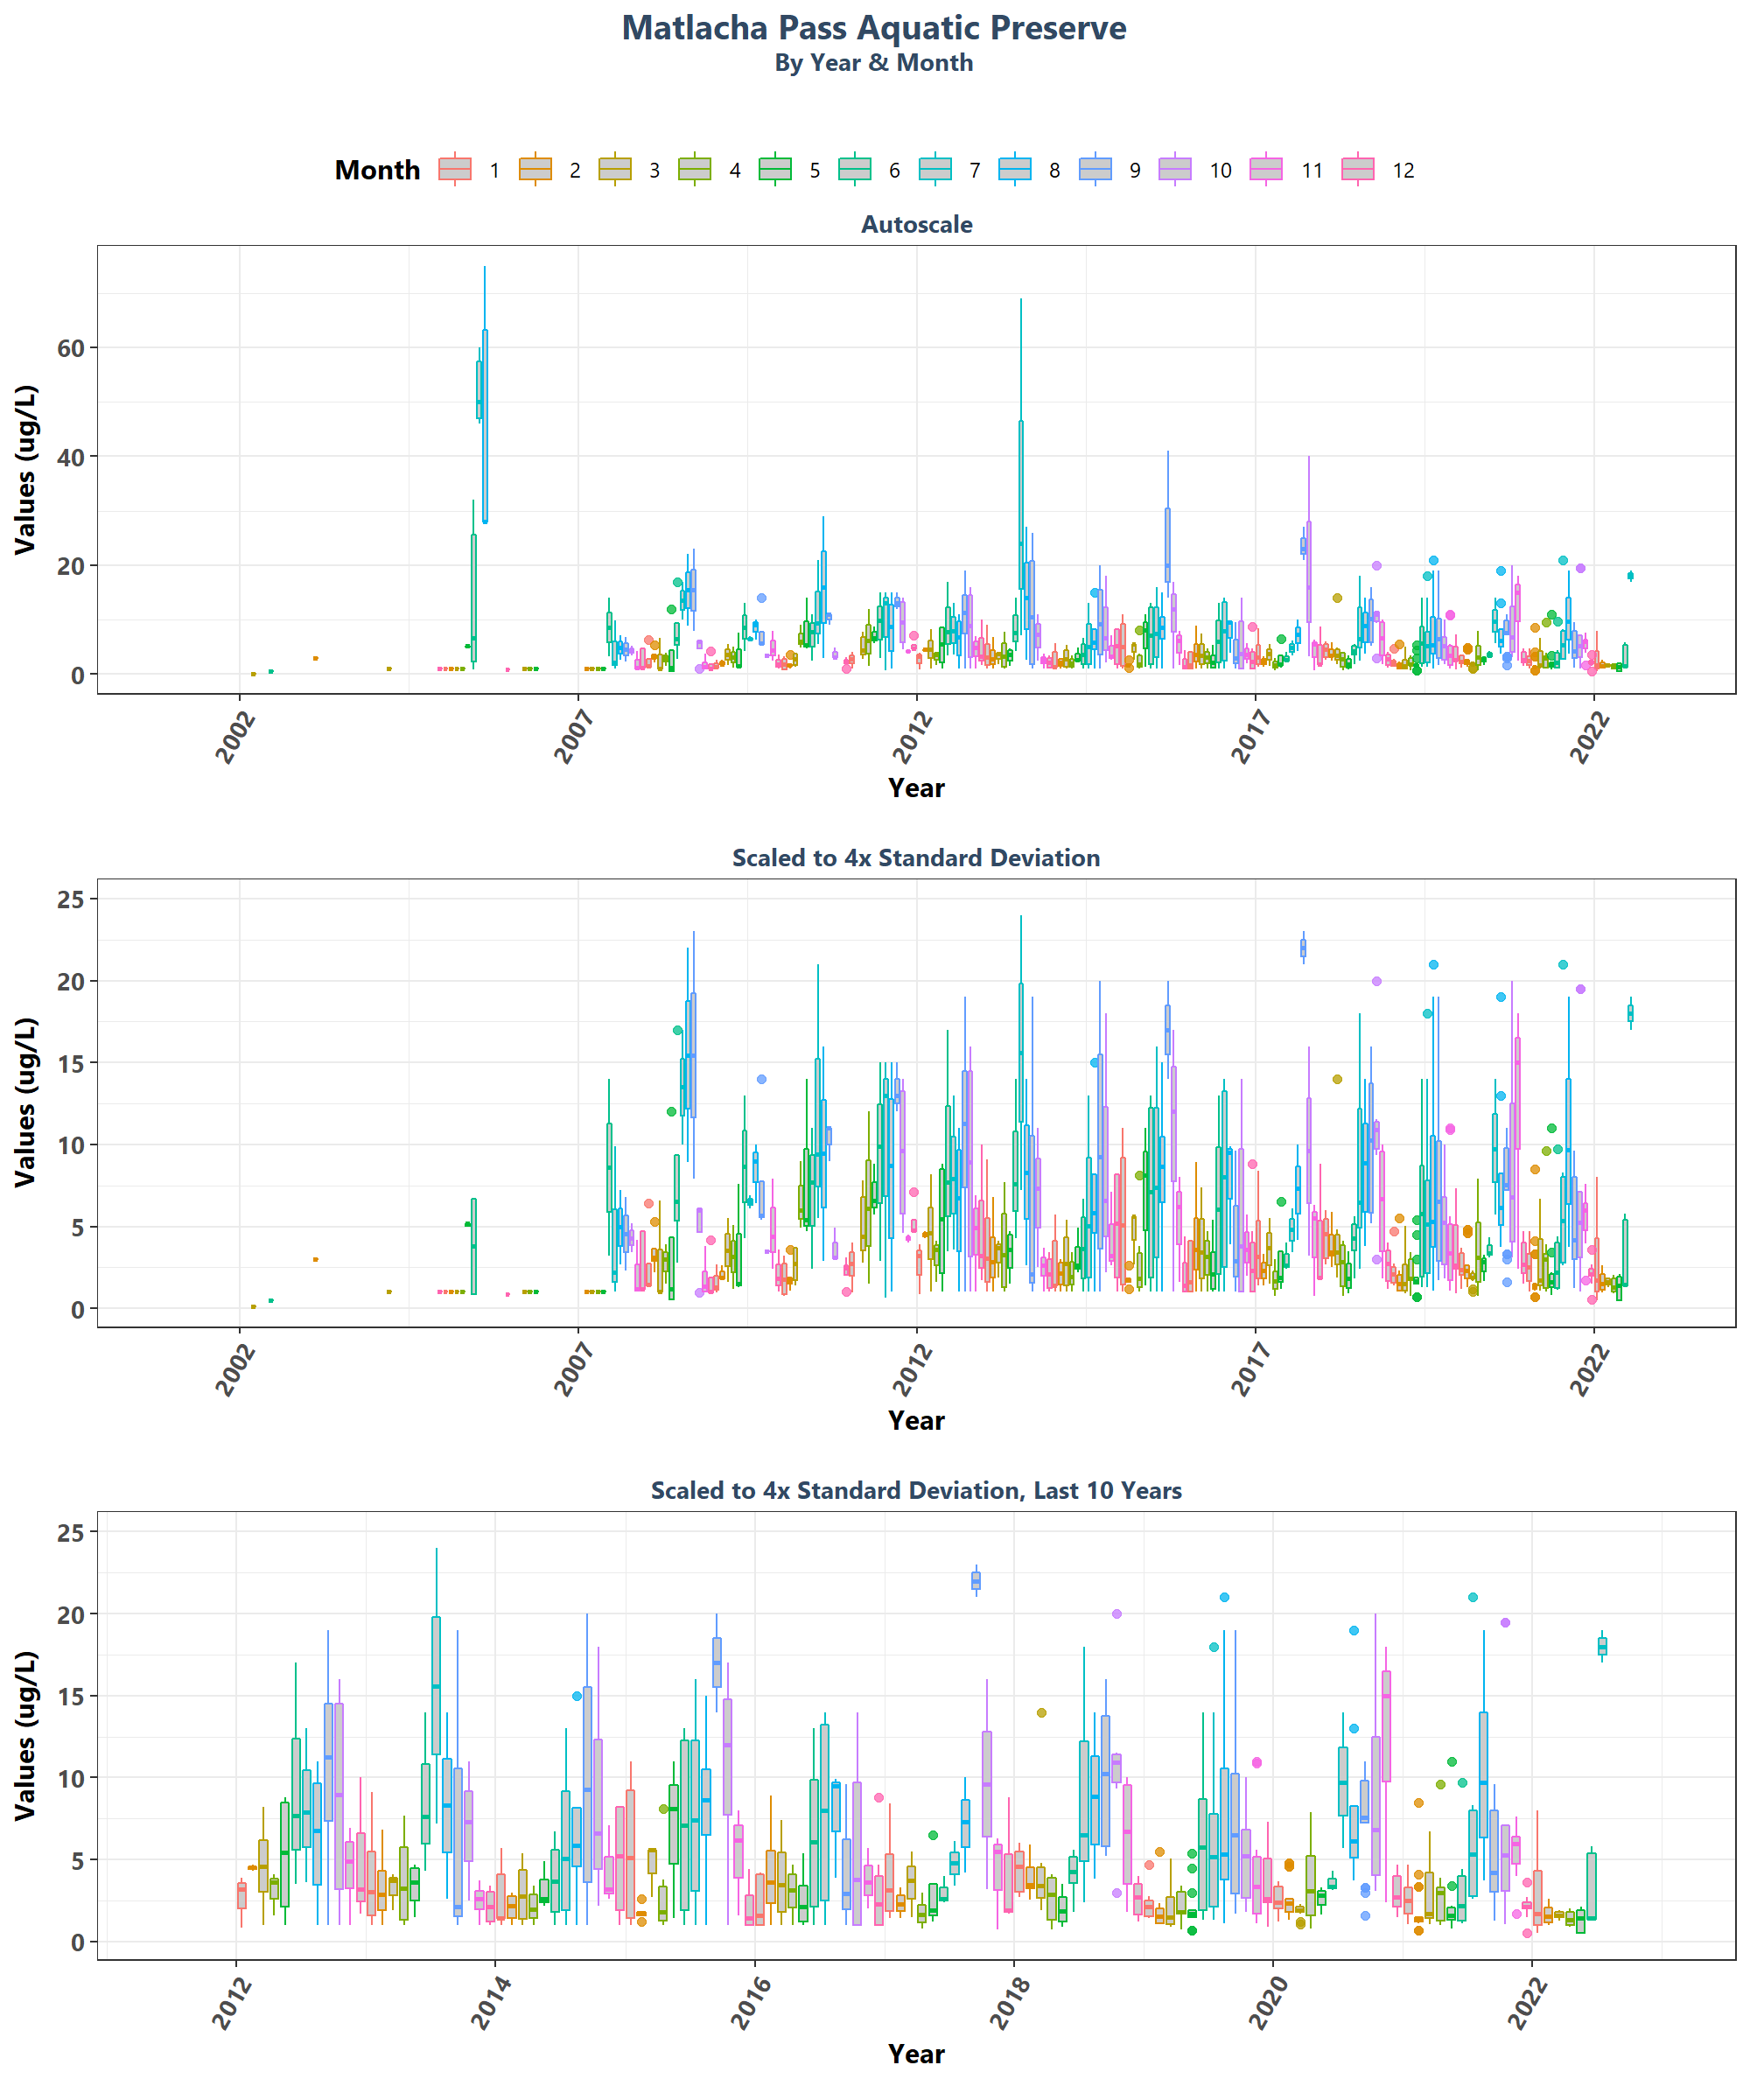 Matlacha Pass Aquatic Preserve
By Year & Month
Month 1 2 3 4 5 6 7 8 9 10 11 12
Autoscale
Values (ug/L)
60
40
20
0
2002 2007 2012 2017 2022
Year
Scaled to 4x Standard Deviation
Values (ug/L)
25
20
15
10
5
0
2002 2007 2012 2017 2022
Year
Scaled to 4x Standard Deviation, Last 10 Years
Values (ug/L)
25
20
15
10
5
0
2012 2014 2016 2018 2020 2022
Year